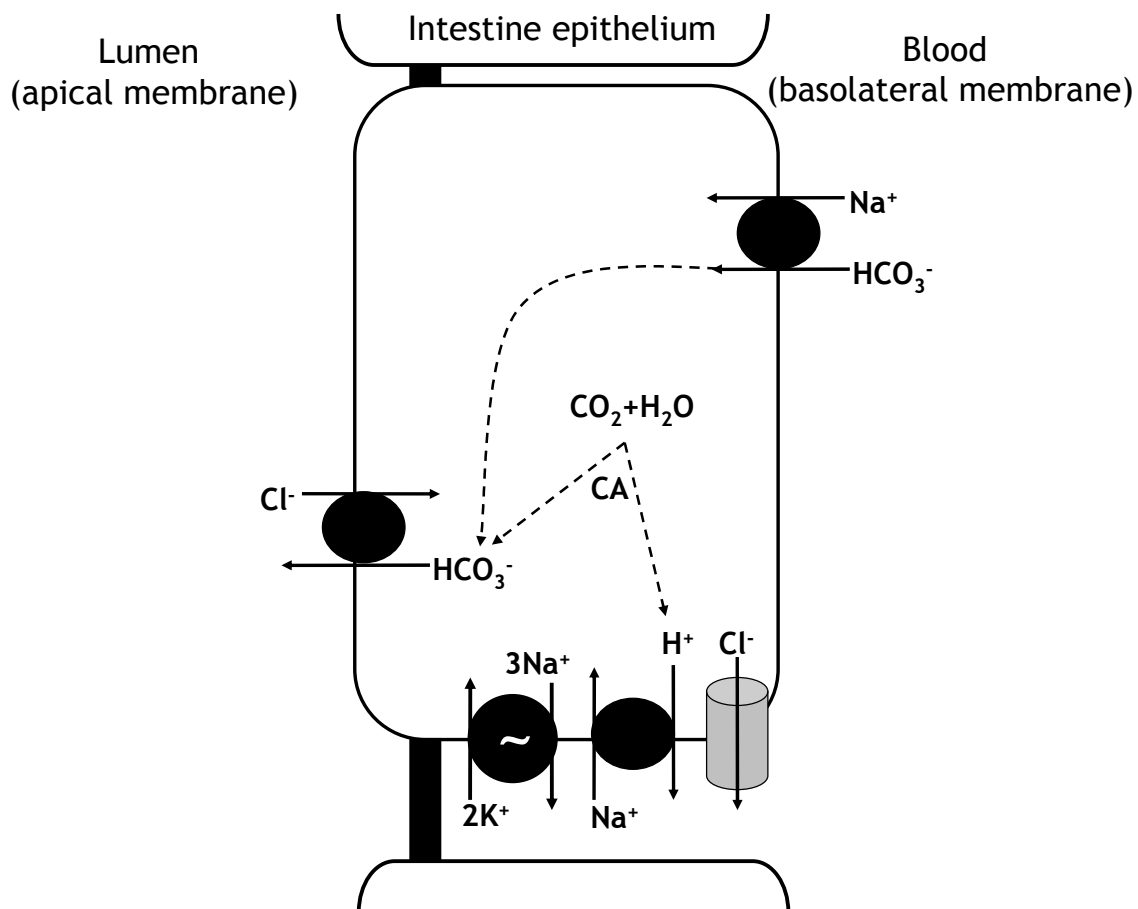 Intestine epithelium
Lumen
(apical membrane)
Blood
(basolateral membrane)
Na⁺
HCO₃⁻
CO₂+H₂O
CA
Cl⁻
HCO₃⁻
H⁺
Cl⁻
3Na⁺
~
2K⁺
Na⁺